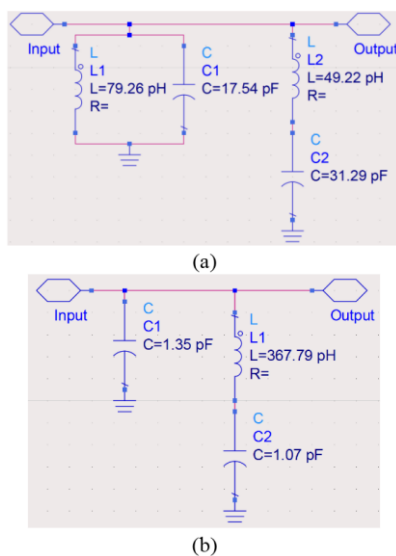 Input
L
L1
L=79.26 pH
R=
C
C1
C=17.54 pF
L
L2
L=49.22 pH
R=
C
C2
C=31.29 pF
Output
(a)
Input
C
C1
C=1.35 pF
L
L1
L=367.79 pH
R=
C
C2
C=1.07 pF
Output
(b)